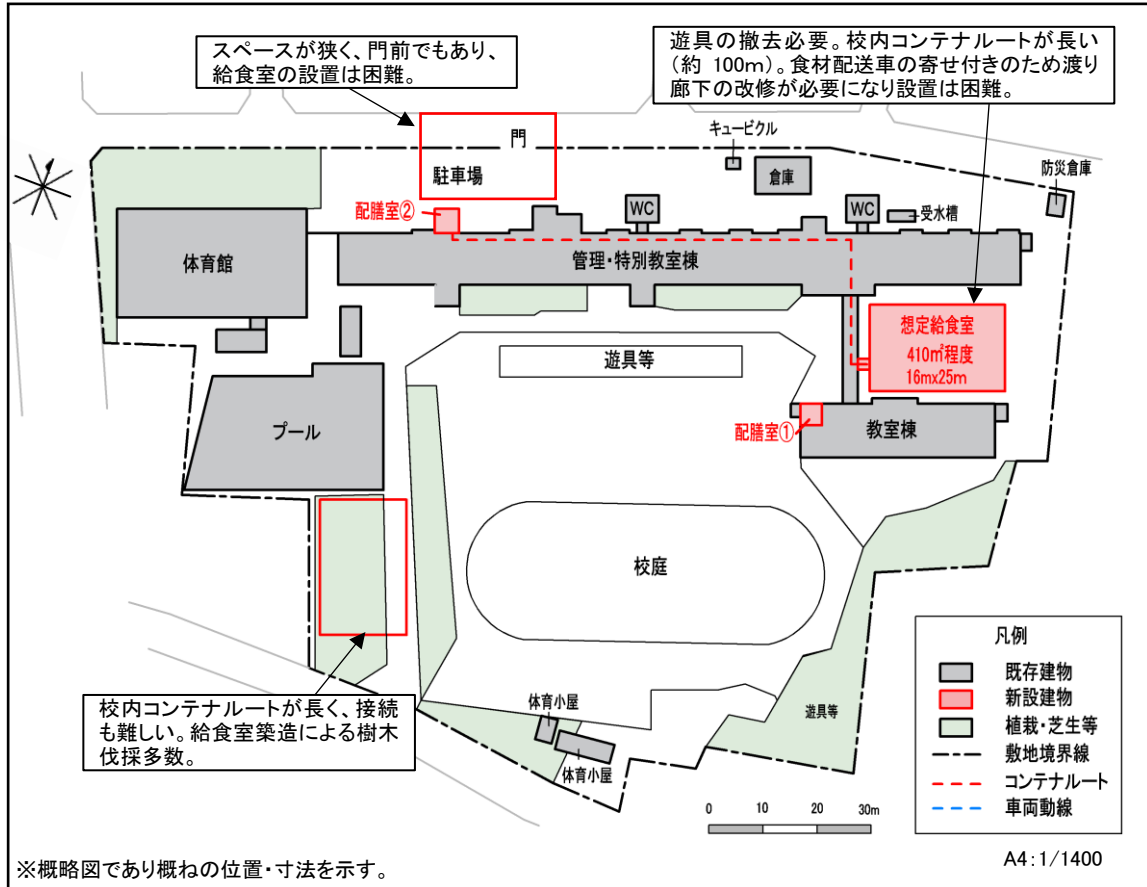 スペースが狭く、門前でもあり、
給食室の設置は困難。
遊具の撤去必要。校内コンテナルートが長い
(約 100m)。食材配送車の寄せ付きのため渡り
廊下の改修が必要になり設置は困難。
門
駐車場
キュービクル
倉庫
防災倉庫
配膳室②
WC
WC
受水槽
体育館
管理・特別教室棟
想定給食室
410㎡程度
16mx25m
遊具等
プール
配膳室①
教室棟
校庭
校内コンテナルートが長く、接続
も難しい。給食室築造による樹木
伐採多数。
体育小屋
体育小屋
遊具等
凡例
既存建物
新設建物
植栽・芝生等
敷地境界線
コンテナルート
車両動線
0 10 20 30m
A4:1/1400
※概略図であり概ねの位置・寸法を示す。